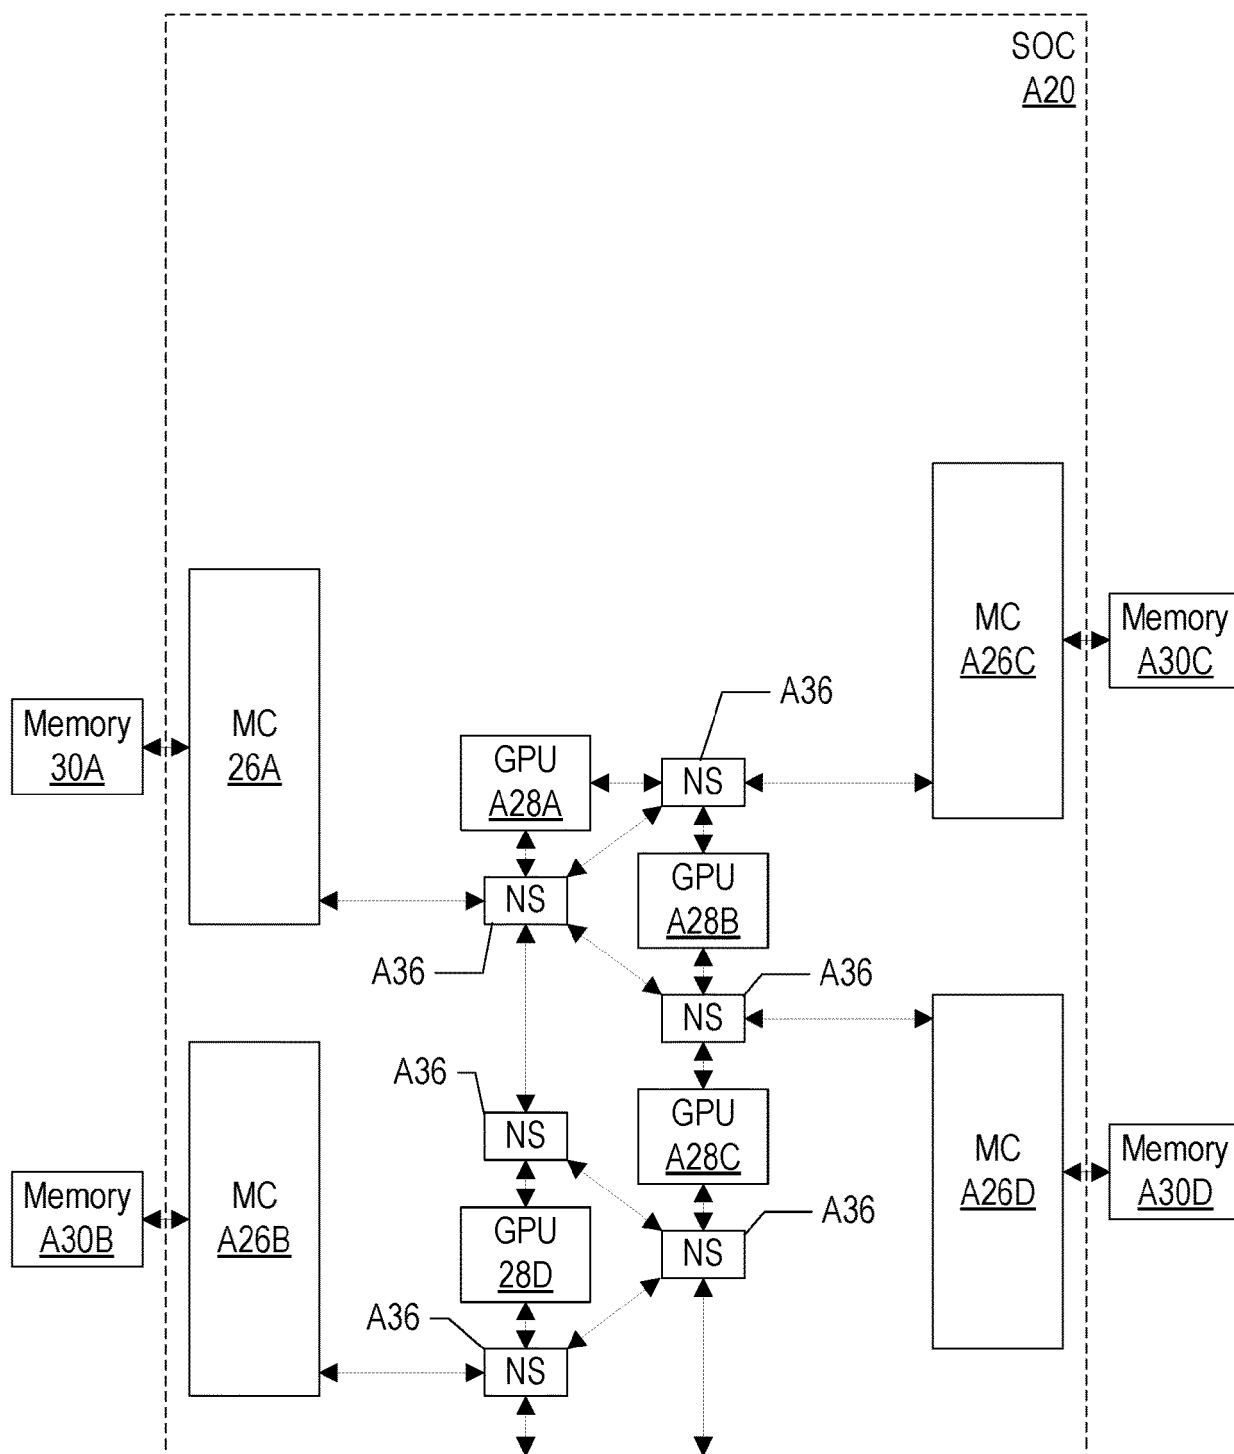 SOC
A20
MC
A26C
Memory
A30C
A36
Memory
30A
MC
26A
GPU
A28A
NS
GPU
A28B
NS
A36
A36
NS
A36
GPU
A28C
NS
MC
A26D
Memory
A30D
Memory
A30B
MC
A26B
GPU
28D
A36
NS
A36
NS